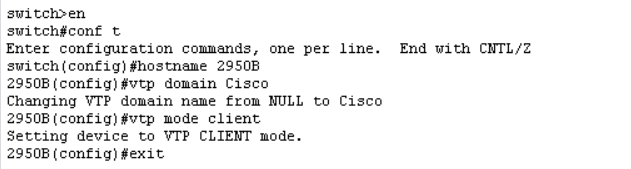 switch>en
switch#conf t
Enter configuration commands, one per line.  End with CNTL/Z
switch(config)#hostname 2950B
2950B(config)#vtp domain Cisco
Changing VTP domain name from NULL to Cisco
2950B(config)#vtp mode client
Setting device to VTP CLIENT mode.
2950B(config)#exit